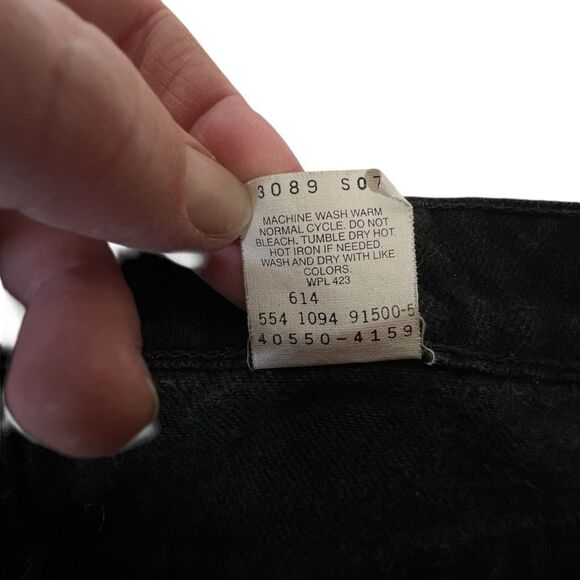 3089 S07
MACHINE WASH WARM
NORMAL CYCLE. DO NOT
BLEACH. TUMBLE DRY HOT.
HOT IRON IF NEEDED.
WASH AND DRY WITH LIKE
COLORS.
WPL 423
614
554 1094 91500-5
40550-4159